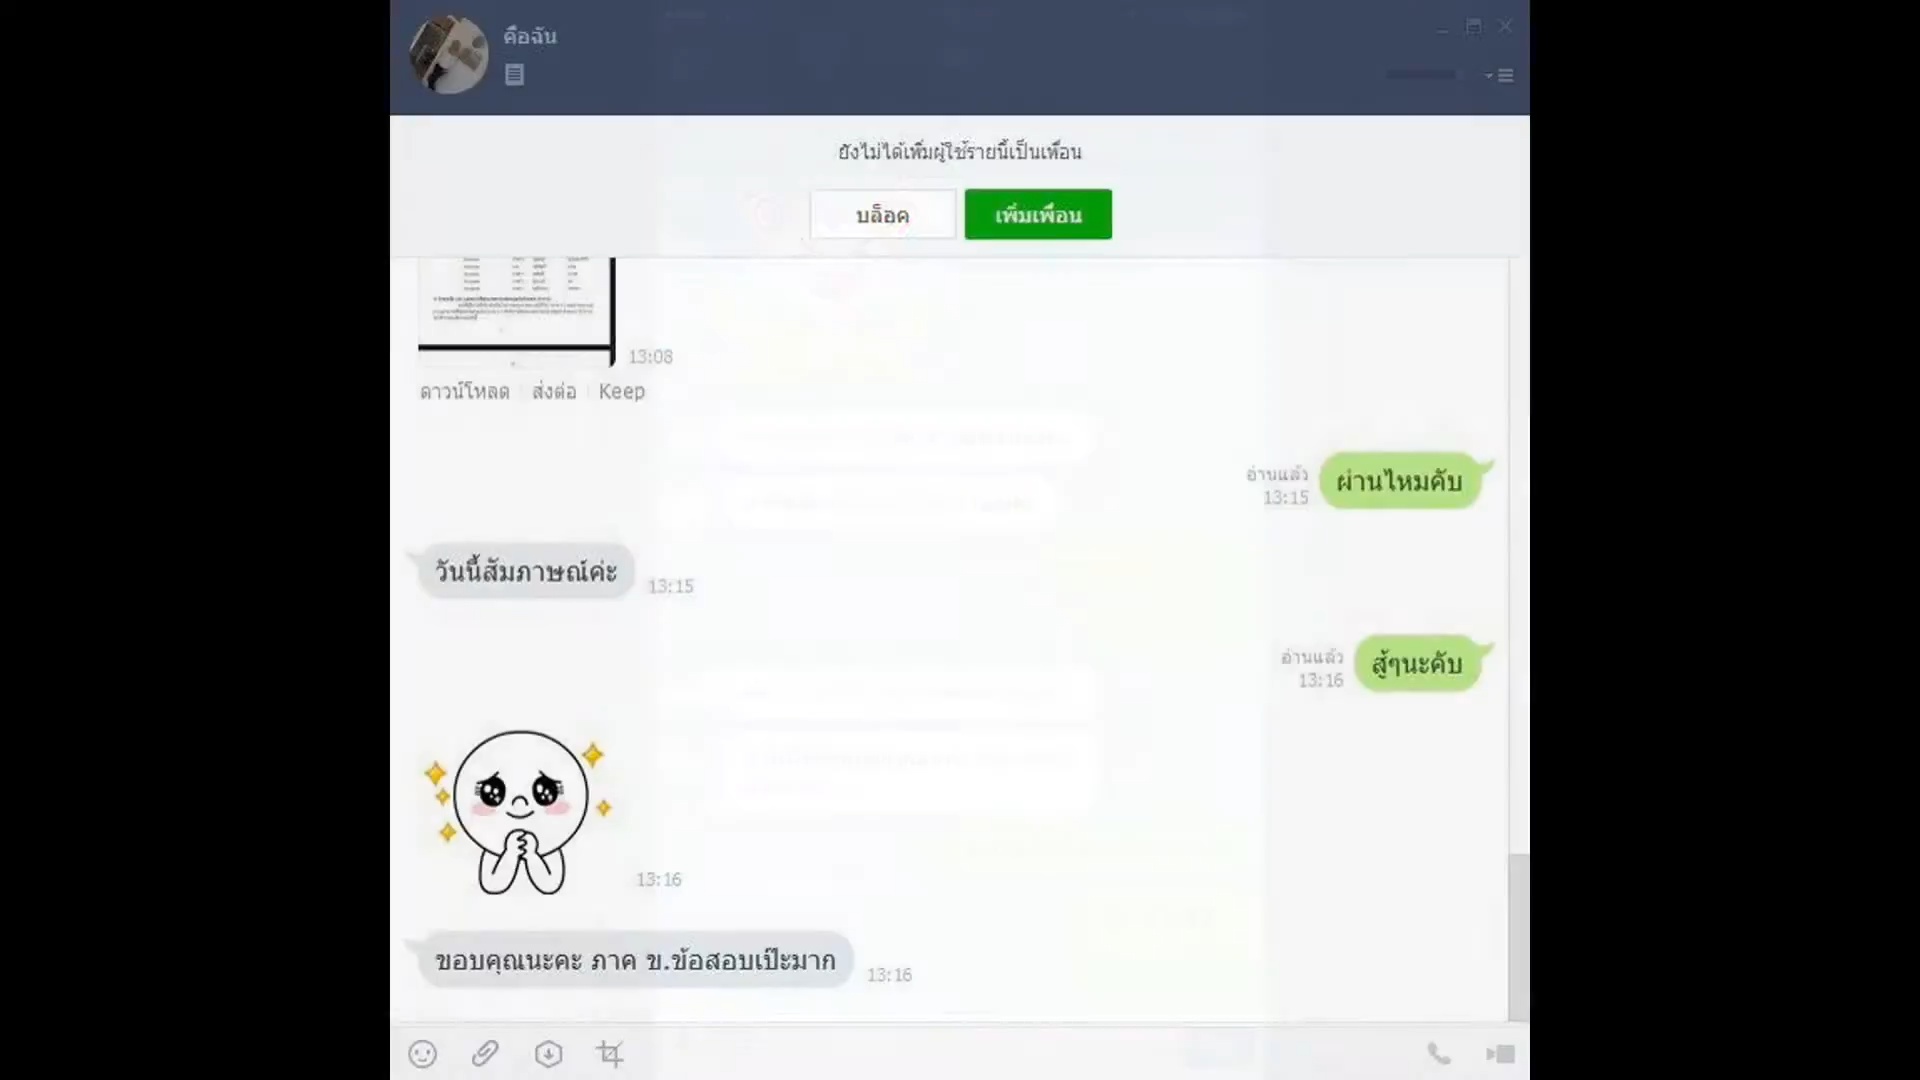 คือฉัน
ยังไม่ได้เพิ่มผู้ใช้รายนี้เป็นเพื่อน
บล็อค
เพิ่มเพื่อน
13:08
ดาวน์โหลด
ส่งต่อ
Keep
อ่านแล้ว
13:15
ผ่านไหมคับ
วันนี้สัมภาษณ์ค่ะ
13:15
อ่านแล้ว
13:16
สู้ๆนะคับ
13:16
ขอบคุณนะคะ ภาค ข.ข้อสอบเป๊ะมาก
13:16